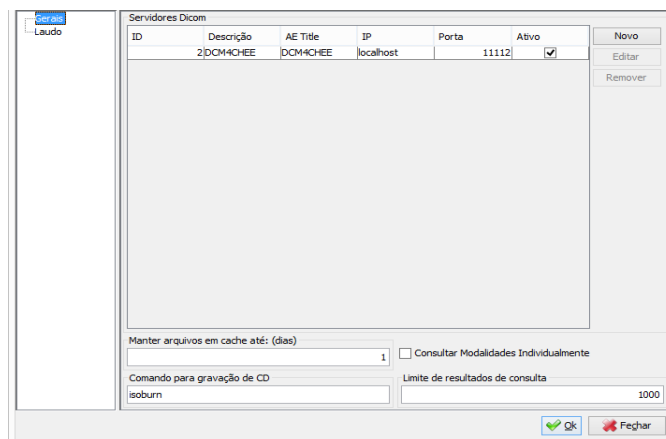 Gerais
Laudo
Servidores Dicom
ID Descrição AE Title IP Porta Ativo
2 DCM4CHEE DCM4CHEE localhost 11112
Novo
Editar
Remover
Manter arquivos em cache até: (dias)
1
Consultar Modalidades Individualmente
Comando para gravação de CD
isoburn
Limite de resultados de consulta
1000
Ok
Fechar